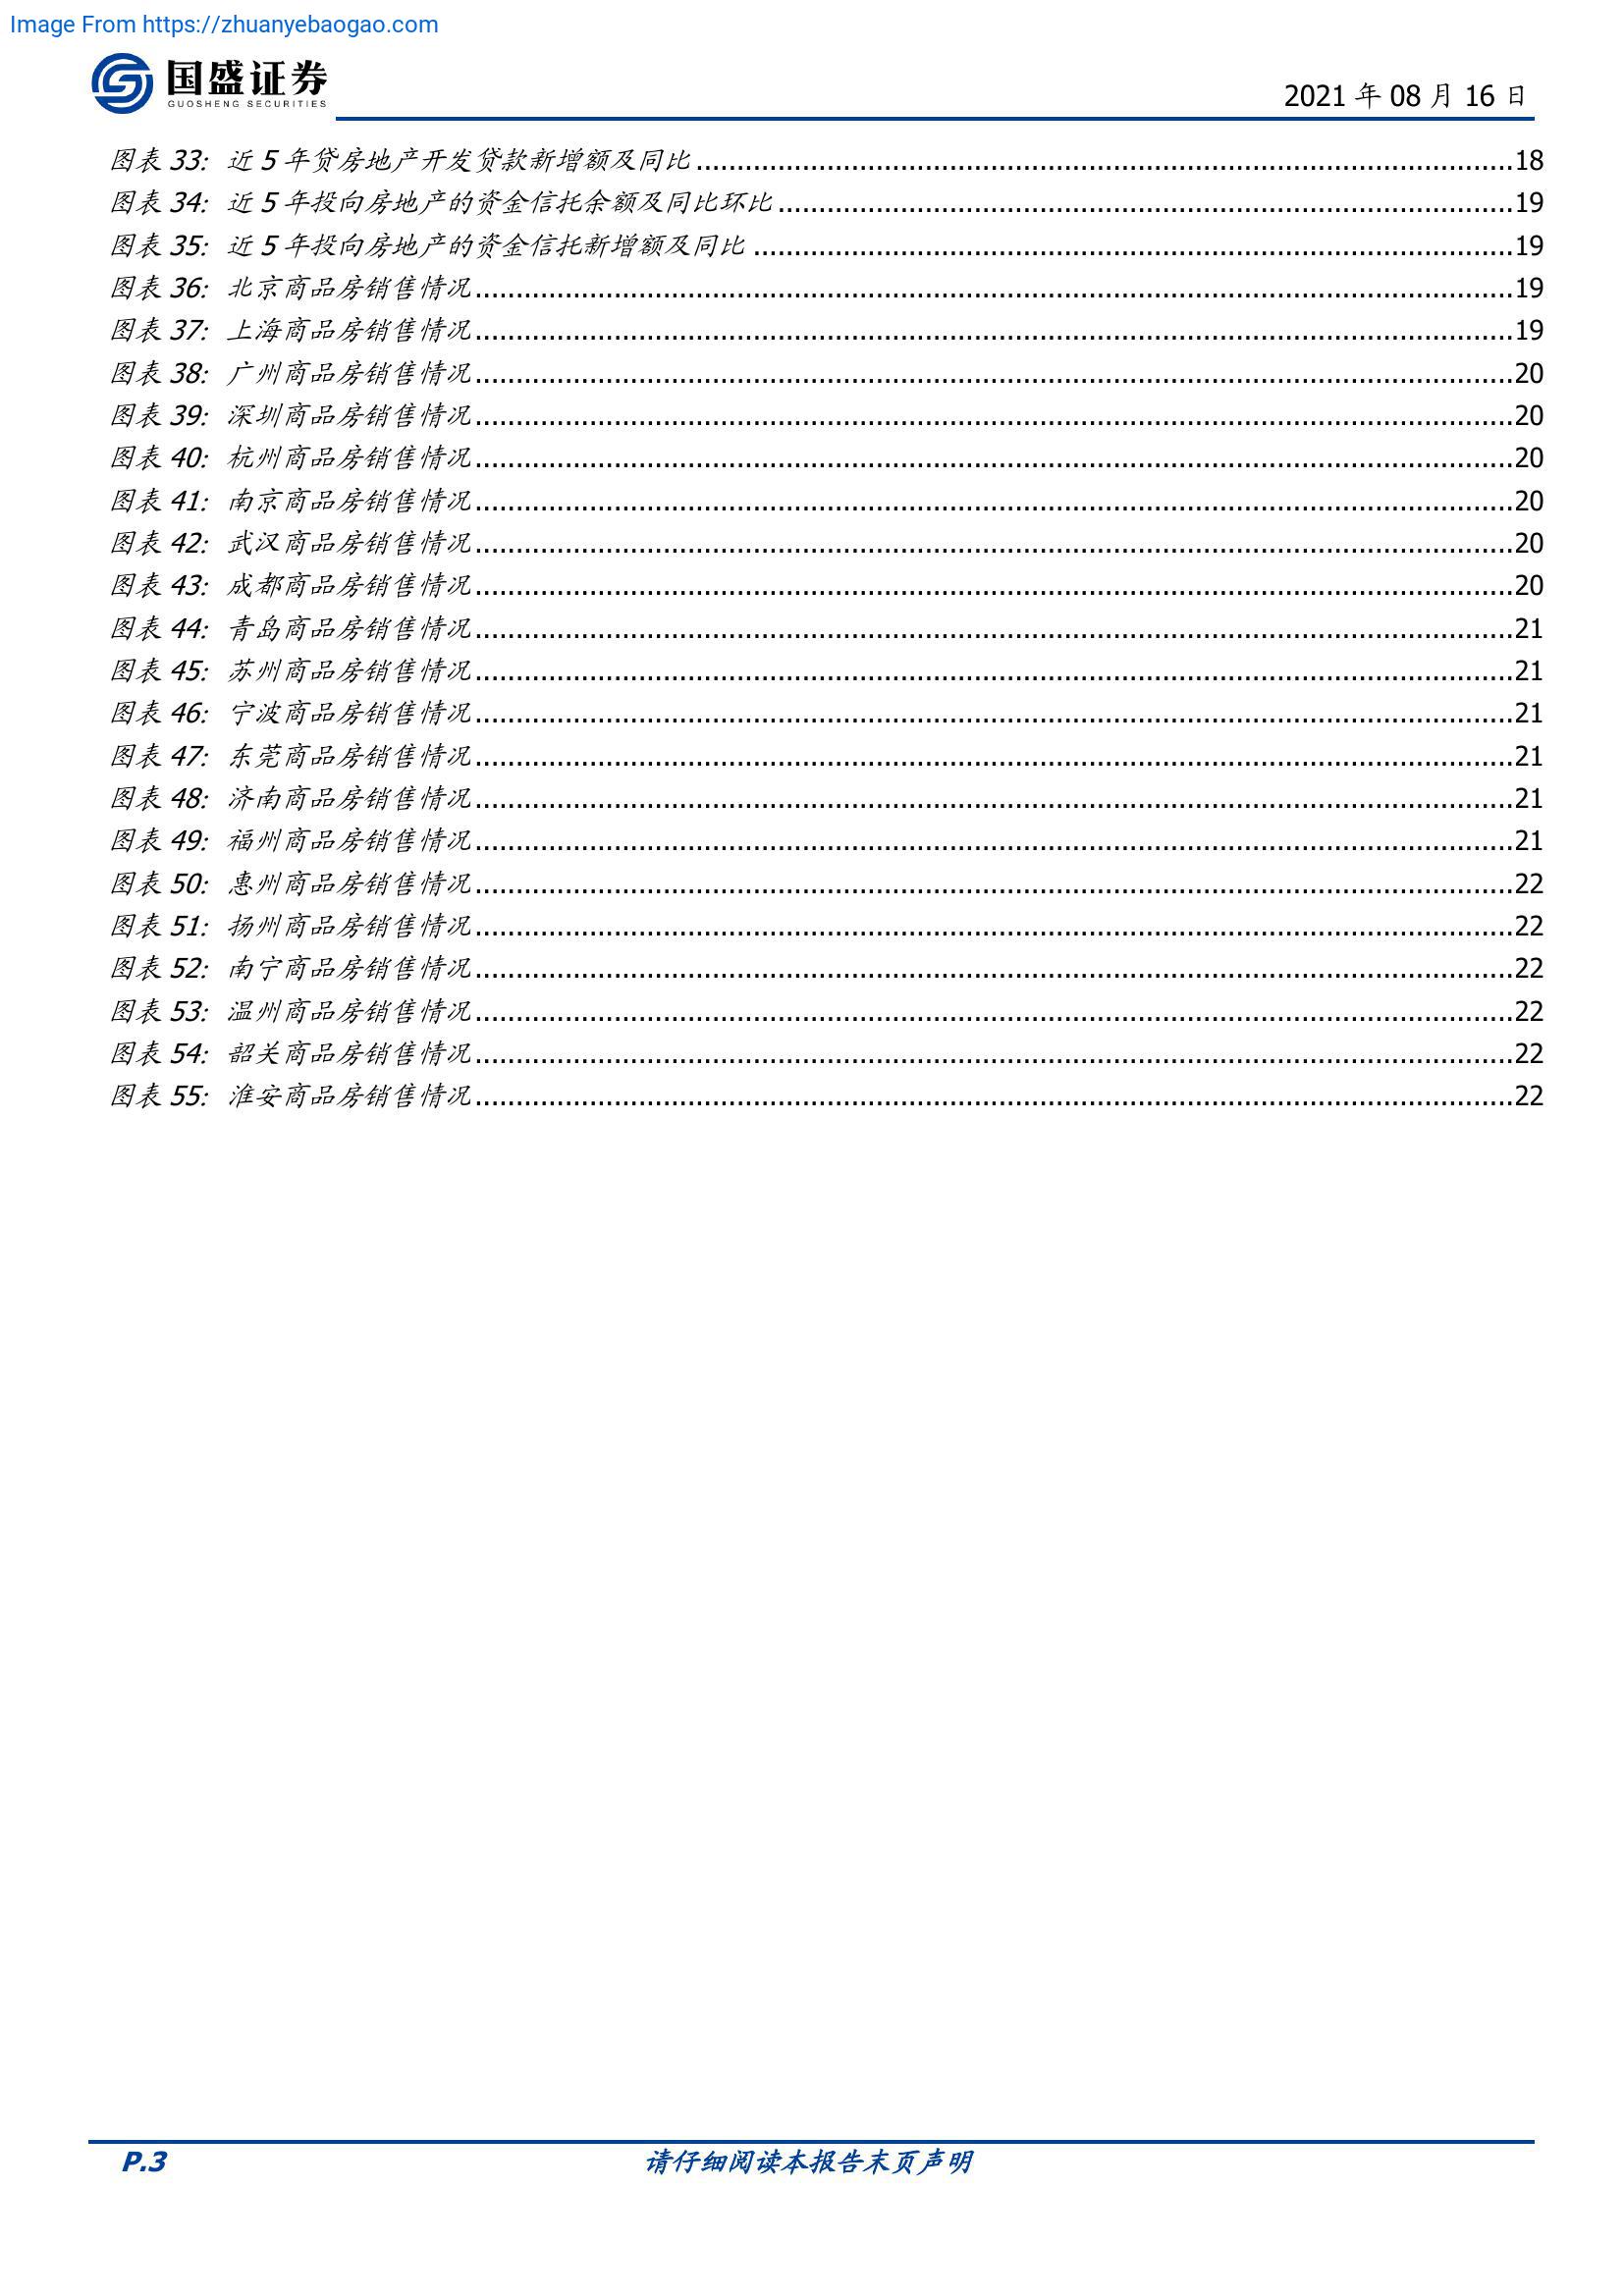 Image From https://zhuanyebaogao.com
国盛证券
GUOSHENG SECURITIES
2021 年 08 月 16 日
图表 33: 近 5 年贷房地产开发贷款新增额及同比 18
图表 34: 近 5 年投向房地产的资金信托余额及同比环比 19
图表 35: 近 5 年投向房地产的资金信托新增额及同比 19
图表 36: 北京商品房销售情况 19
图表 37: 上海商品房销售情况 19
图表 38: 广州商品房销售情况 20
图表 39: 深圳商品房销售情况 20
图表 40: 杭州商品房销售情况 20
图表 41: 南京商品房销售情况 20
图表 42: 武汉商品房销售情况 20
图表 43: 成都商品房销售情况 20
图表 44: 青岛商品房销售情况 21
图表 45: 苏州商品房销售情况 21
图表 46: 宁波商品房销售情况 21
图表 47: 东莞商品房销售情况 21
图表 48: 济南商品房销售情况 21
图表 49: 福州商品房销售情况 21
图表 50: 惠州商品房销售情况 22
图表 51: 扬州商品房销售情况 22
图表 52: 南宁商品房销售情况 22
图表 53: 温州商品房销售情况 22
图表 54: 韶关商品房销售情况 22
图表 55: 淮安商品房销售情况 22
P.3 请仔细阅读本报告末页声明